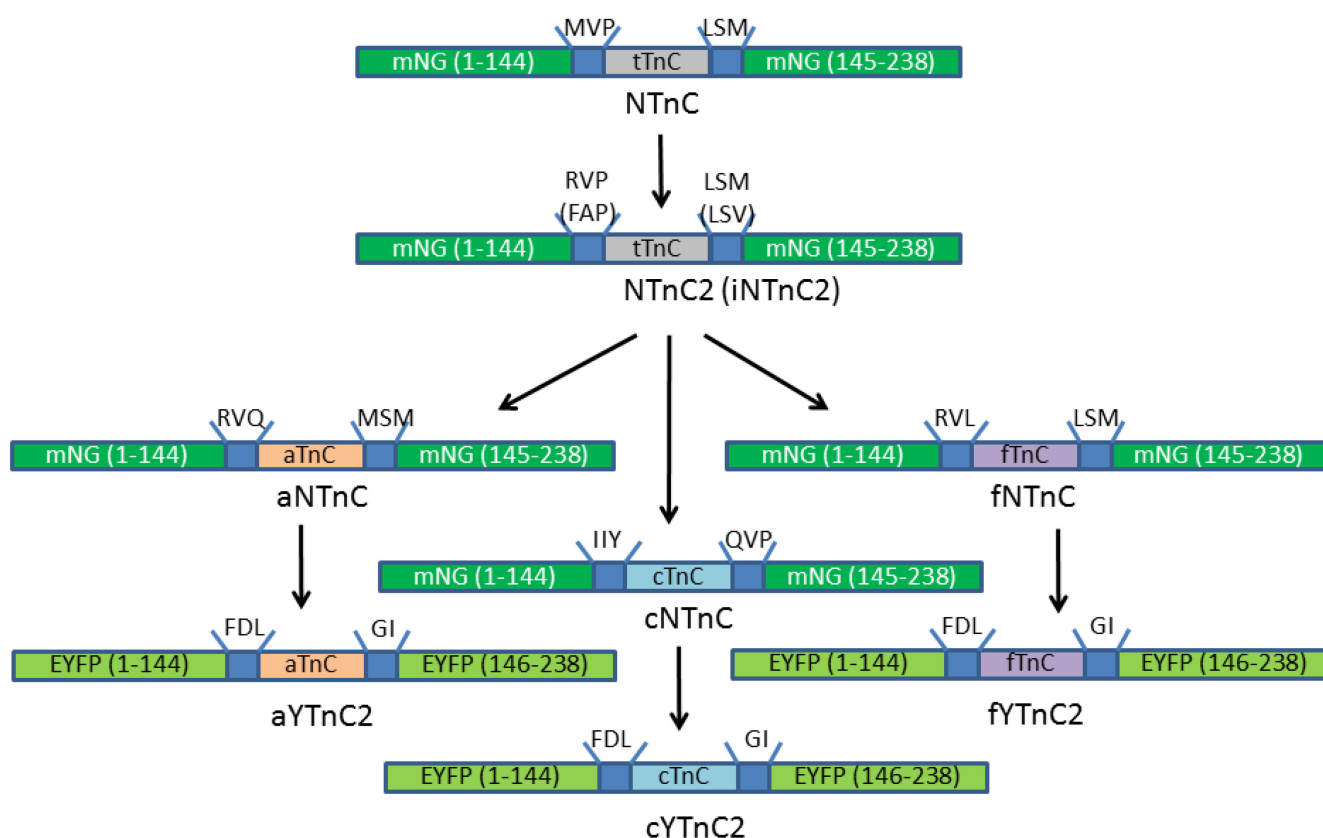 MVP LSM
mNG (1-144) tTnC mNG (145-238)
NTnC
RVP LSM
(FAP) (LSV)
mNG (1-144) tTnC mNG (145-238)
NTnC2 (iNTnC2)
RVQ MSM
mNG (1-144) aTnC mNG (145-238)
aNTnC
RVL LSM
mNG (1-144) fTnC mNG (145-238)
fNTnC
IIY QVP
mNG (1-144) cTnC mNG (145-238)
cNTnC
FDL GI
EYFP (1-144) aTnC EYFP (146-238)
aYTnC2
FDL GI
EYFP (1-144) fTnC EYFP (146-238)
fYTnC2
FDL GI
EYFP (1-144) cTnC EYFP (146-238)
cYTnC2